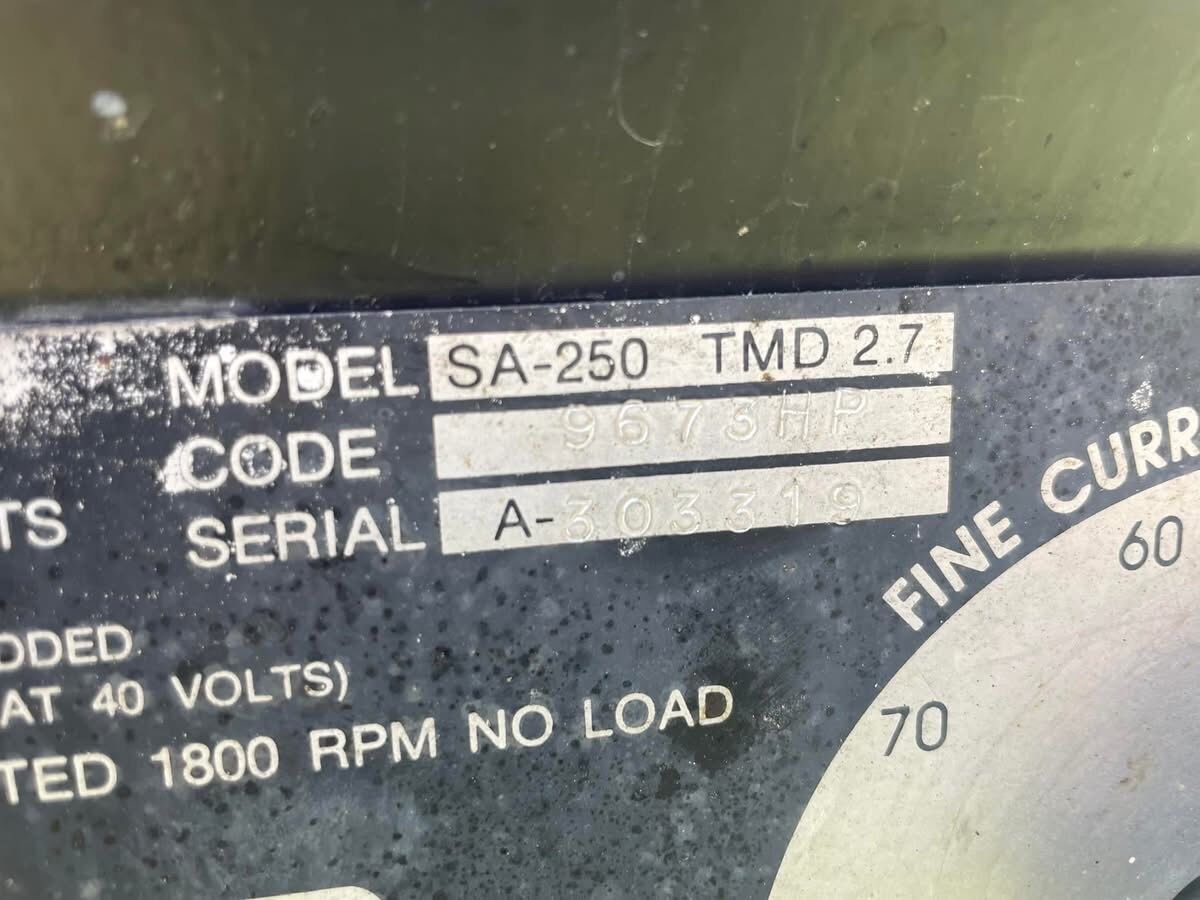 MODEL SA-250 TMD 2.7
CODE 9673HP
SERIAL A-303319
TS
FINE CURR
60
70
DDED
AT 40 VOLTS)
TED 1800 RPM NO LOAD